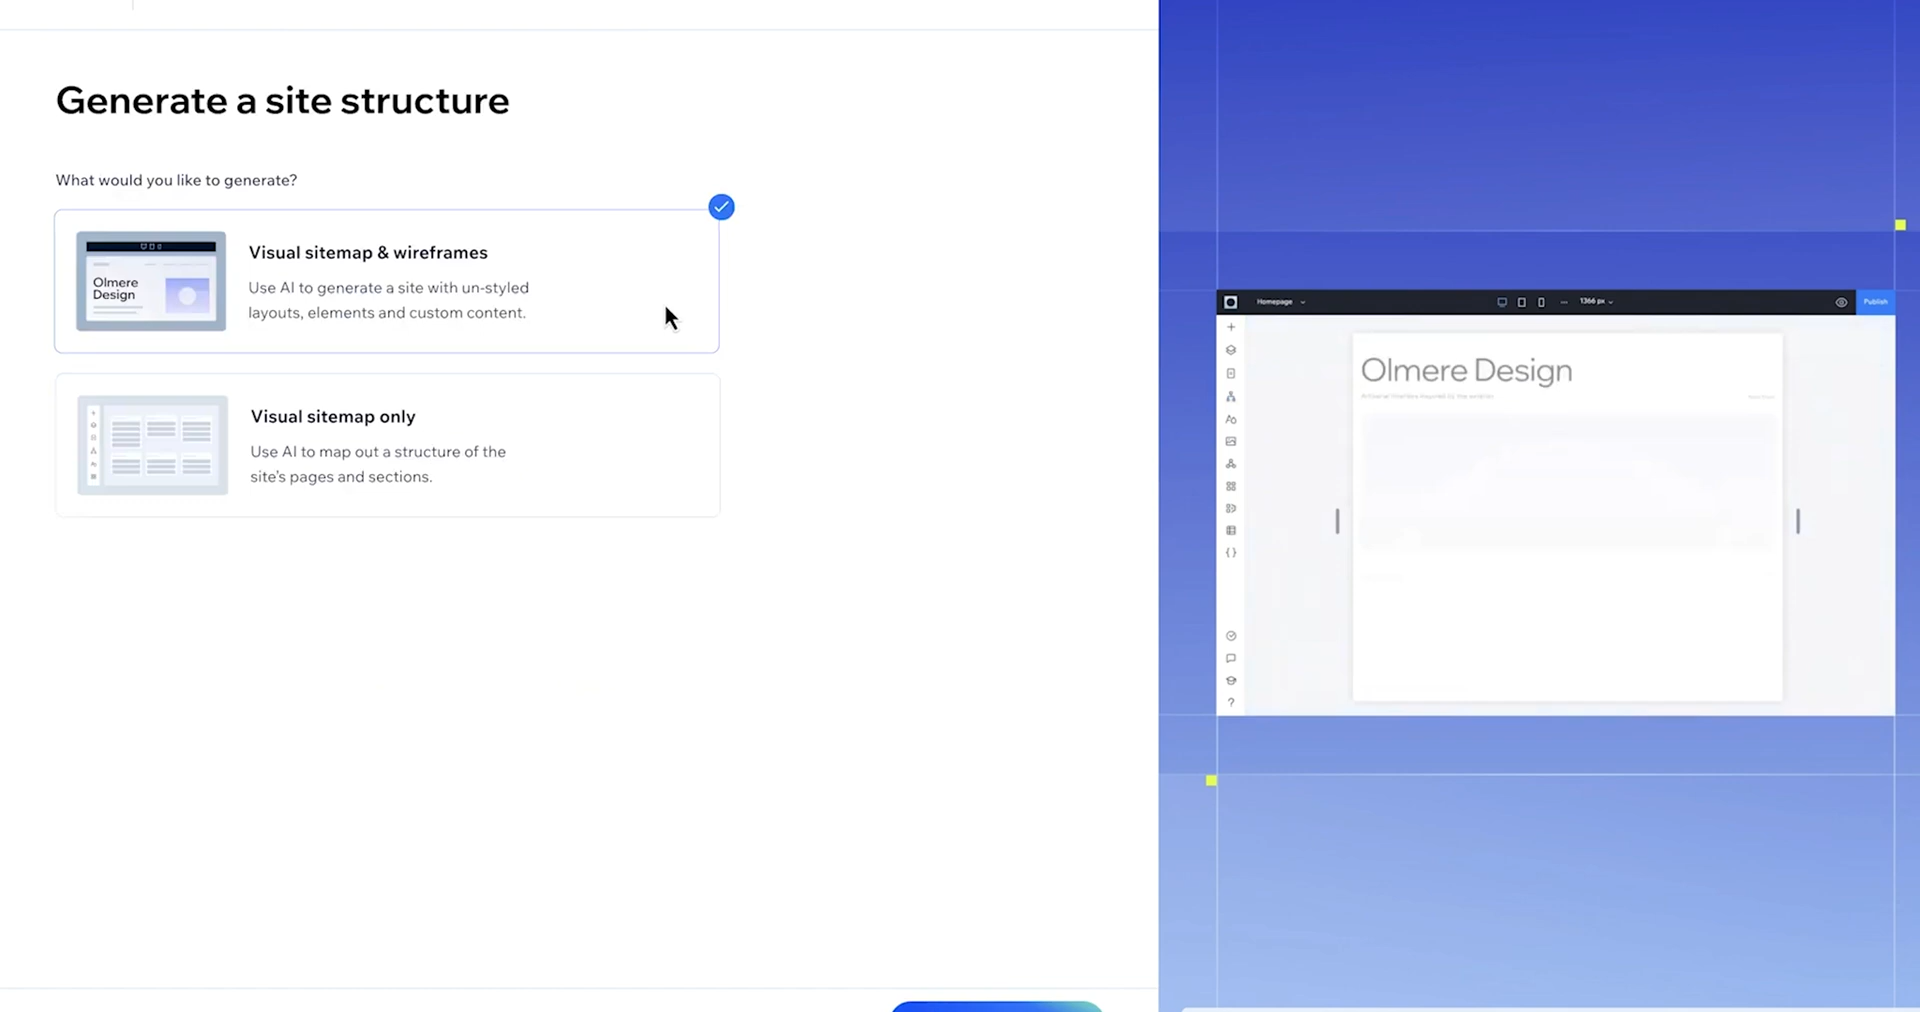 Generate a site structure
What would you like to generate?
Olmere
Design
Visual sitemap & wireframes
Use AI to generate a site with un-styled
layouts, elements and custom content.
Visual sitemap only
Use AI to map out a structure of the
site's pages and sections.
Homepage
1366 px
Publish
Olmere Design